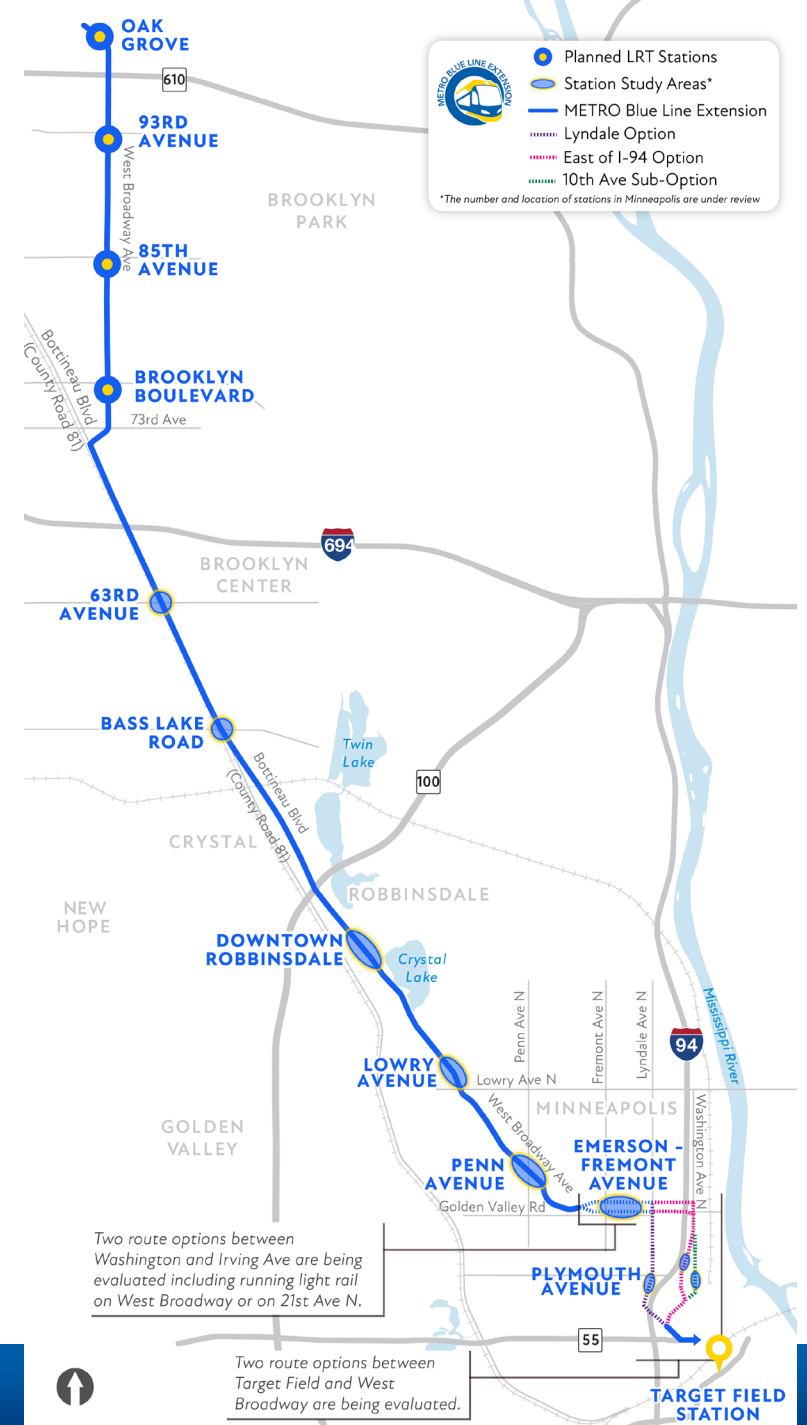 OAK
GROVE
METRO BLUE LINE EXTENSION
Planned LRT Stations
Station Study Areas*
METRO Blue Line Extension
Lyndale Option
East of I-94 Option
10th Ave Sub-Option
*The number and location of stations in Minneapolis are under review
610
93RD
AVENUE
West Broadway Ave
BROOKLYN
PARK
85TH
AVENUE
Bottineau Blvd
(County Road 81)
BROOKLYN
BOULEVARD
73rd Ave
694
BROOKLYN
CENTER
63RD
AVENUE
BASS LAKE
ROAD
Twin
Lake
Bottineau Blvd
(County Road 81)
100
CRYSTAL
ROBBINSDALE
NEW
HOPE
DOWNTOWN
ROBBINSDALE
Crystal
Lake
Penn Ave N
Fremont Ave N
Lyndale Ave N
Mississippi River
94
LOWRY
AVENUE
Lowry Ave N
MINNEAPOLIS
Washington Ave N
West Broadway Ave
GOLDEN
VALLEY
EMERSON -
FREMONT
AVENUE
PENN
AVENUE
Golden Valley Rd
Two route options between
Washington and Irving Ave are being
evaluated including running light rail
on West Broadway or on 21st Ave N.
PLYMOUTH
AVENUE
55
Two route options between
Target Field and West
Broadway are being evaluated.
TARGET FIELD
STATION